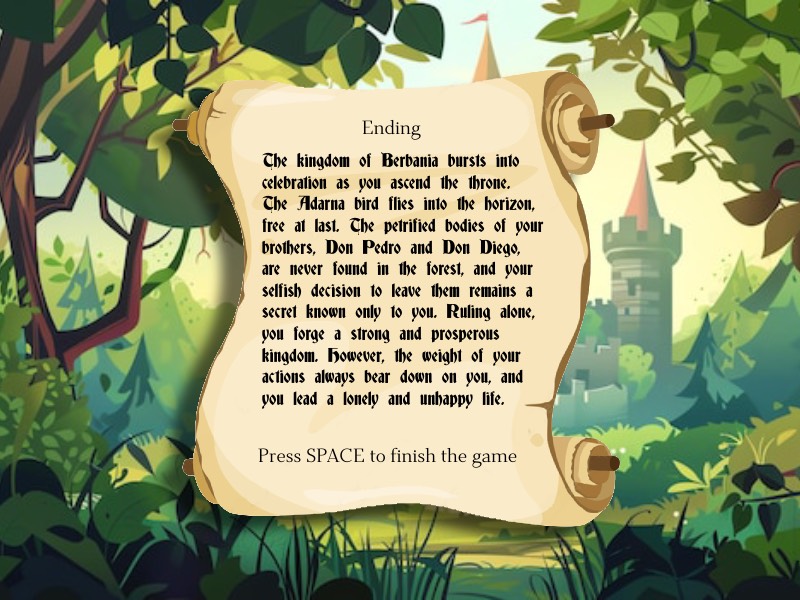 Ending
The kingdom of Berbania bursts into
celebration as you ascend the throne.
The Adarna bird flies into the horizon,
free at last. The petrified bodies of your
brothers, Don Pedro and Don Diego,
are never found in the forest, and your
selfish decision to leave them remains a
secret known only to you. Ruling alone,
you forge a strong and prosperous
kingdom. However, the weight of your
actions always bear down on you, and
you lead a lonely and unhappy life.
Press SPACE to finish the game